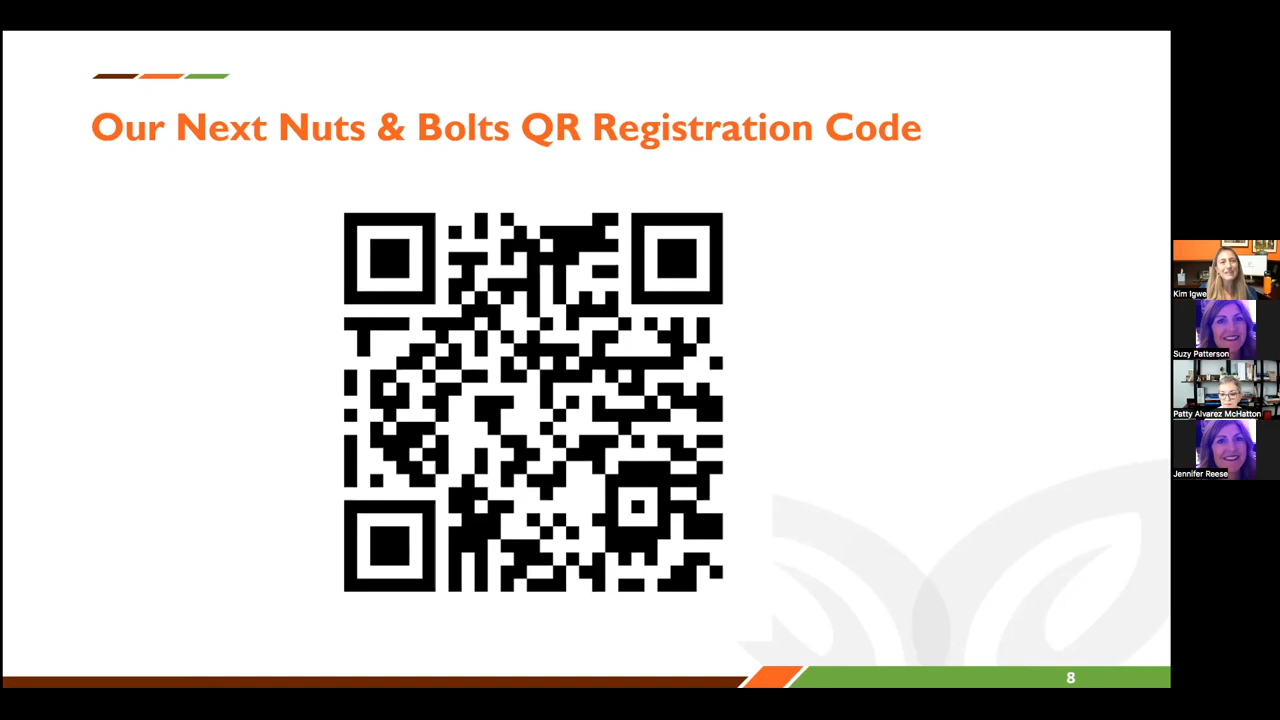 Our Next Nuts & Bolts QR Registration Code
Kim Igwe
Suzy Patterson
Patty Alvarez McHatton
Jennifer Reese
8